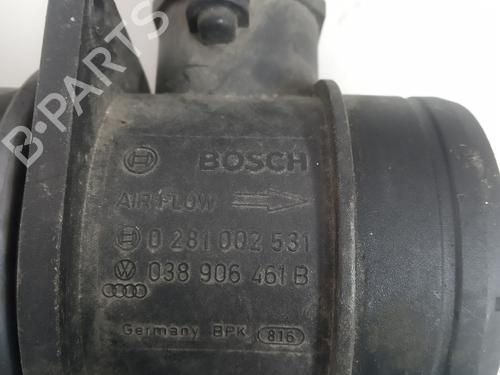 B-PARTS
BOSCH
AIR FLOW
0 281 002 531
038 906 461 B
Germany BPK 816